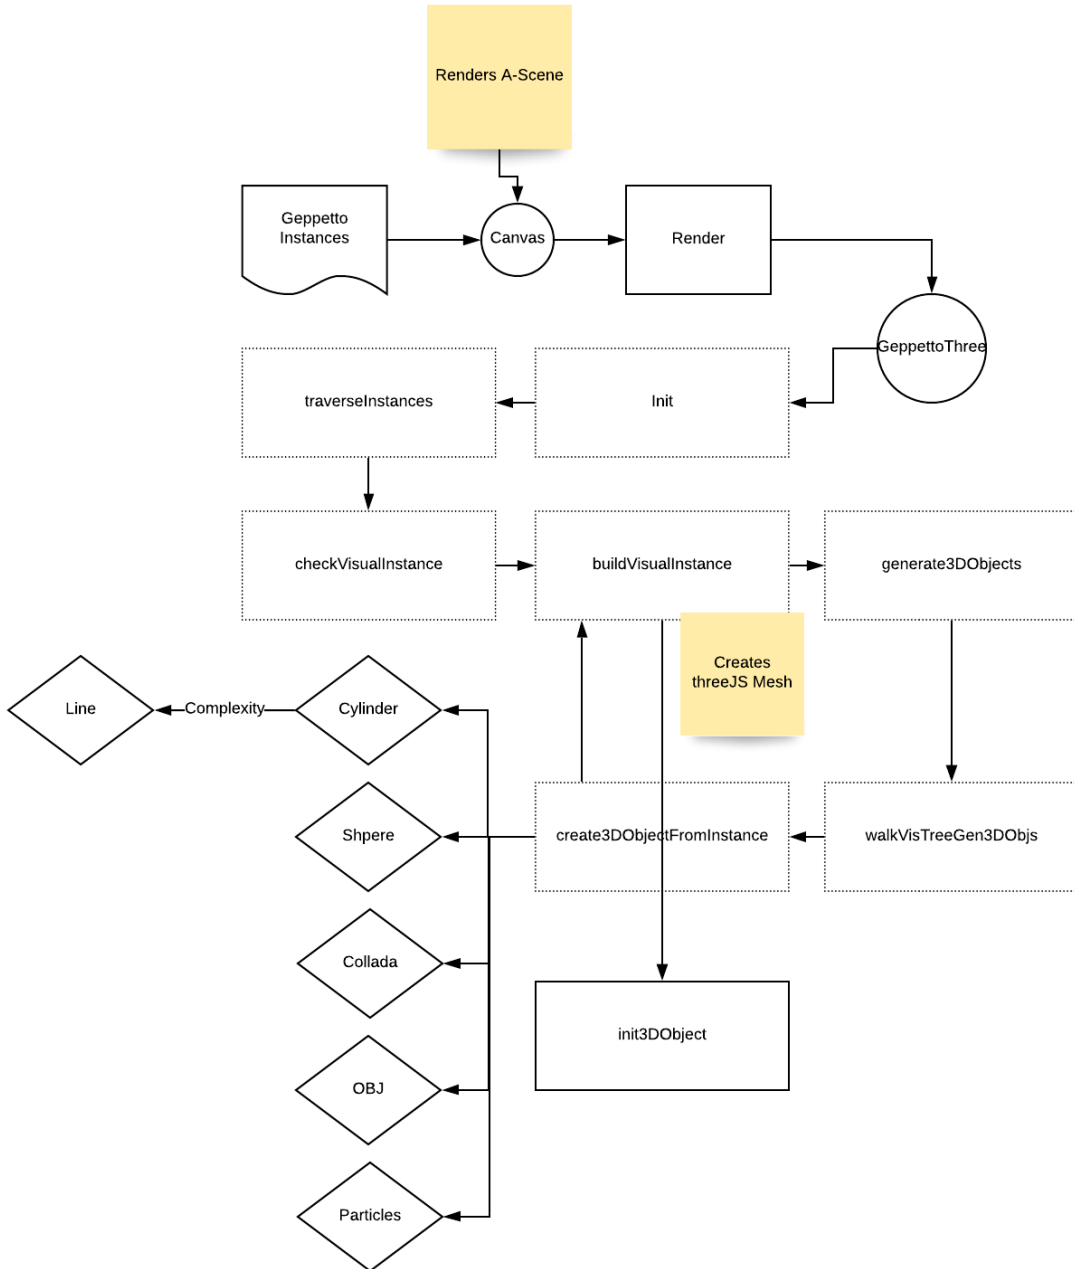 Renders A-Scene
Geppetto
Instances
Canvas
Render
GeppettoThree
traverseInstances
Init
checkVisualInstance
buildVisualInstance
generate3DObjects
Creates
threeJS Mesh
Line
Complexity
Cylinder
Shpere
create3DObjectFromInstance
walkVisTreeGen3DObjs
Collada
init3DObject
OBJ
Particles